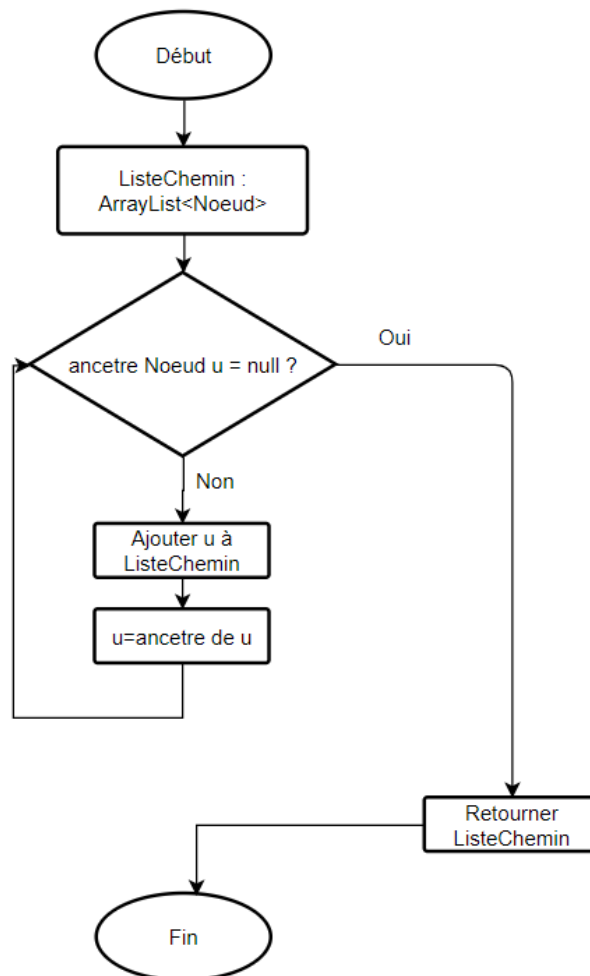 Début
ListeChemin :
ArrayList<Noeud>
ancetre Noeud u = null ?
Oui
Non
Ajouter u à
ListeChemin
u=ancetre de u
Retourner
ListeChemin
Fin